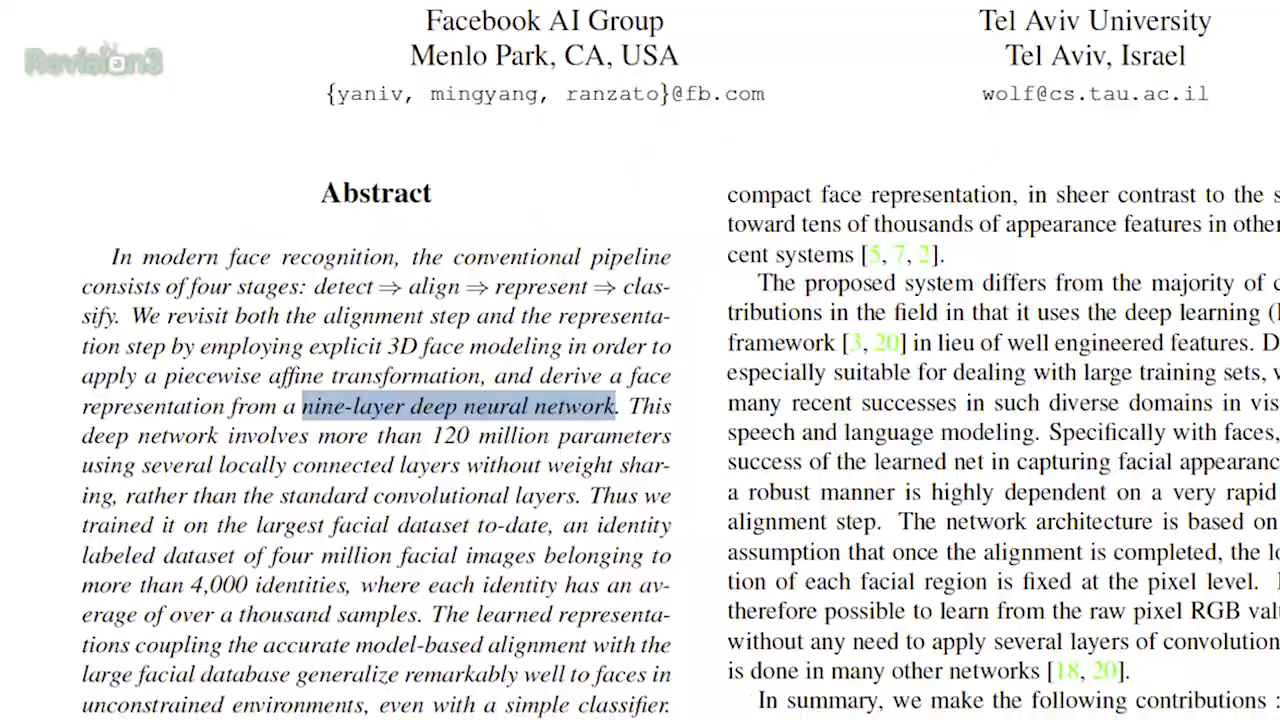 Facebook AI Group
Menlo Park, CA, USA
{yaniv, mingyang, ranzato}@fb.com
Tel Aviv University
Tel Aviv, Israel
wolf@cs.tau.ac.il
Revision3
Abstract
In modern face recognition, the conventional pipeline
consists of four stages: detect ⇒ align ⇒ represent ⇒ clas-
sify. We revisit both the alignment step and the representa-
tion step by employing explicit 3D face modeling in order to
apply a piecewise affine transformation, and derive a face
representation from a nine-layer deep neural network. This
deep network involves more than 120 million parameters
using several locally connected layers without weight shar-
ing, rather than the standard convolutional layers. Thus we
trained it on the largest facial dataset to-date, an identity
labeled dataset of four million facial images belonging to
more than 4,000 identities, where each identity has an av-
erage of over a thousand samples. The learned representa-
tions coupling the accurate model-based alignment with the
large facial database generalize remarkably well to faces in
unconstrained environments, even with a simple classifier.
compact face representation, in sheer contrast to the s
toward tens of thousands of appearance features in other
cent systems [5, 7, 2].
The proposed system differs from the majority of c
tributions in the field in that it uses the deep learning (
framework [3, 20] in lieu of well engineered features. D
especially suitable for dealing with large training sets, w
many recent successes in such diverse domains in vis
speech and language modeling. Specifically with faces,
success of the learned net in capturing facial appearanc
a robust manner is highly dependent on a very rapid
alignment step. The network architecture is based on
assumption that once the alignment is completed, the lo
tion of each facial region is fixed at the pixel level. I
therefore possible to learn from the raw pixel RGB val
without any need to apply several layers of convolution
is done in many other networks [18, 20].
In summary, we make the following contributions :